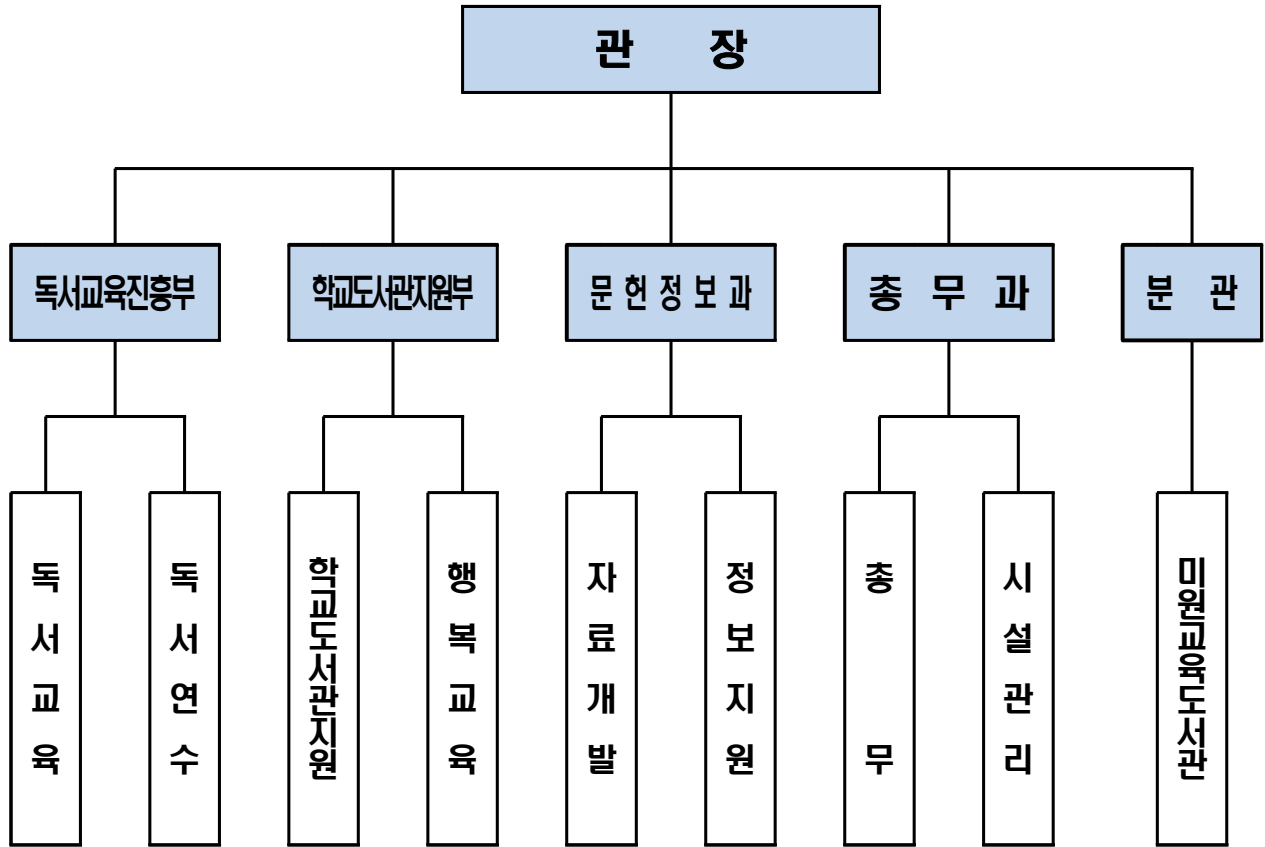 관 장
독서교육진흥부
학교도서관지원부
문헌정보과
총무과
분관
독서교육
독서연수
학교도서관지원
행복교육
자료개발
정보지원
총무
시설관리
미원교육도서관